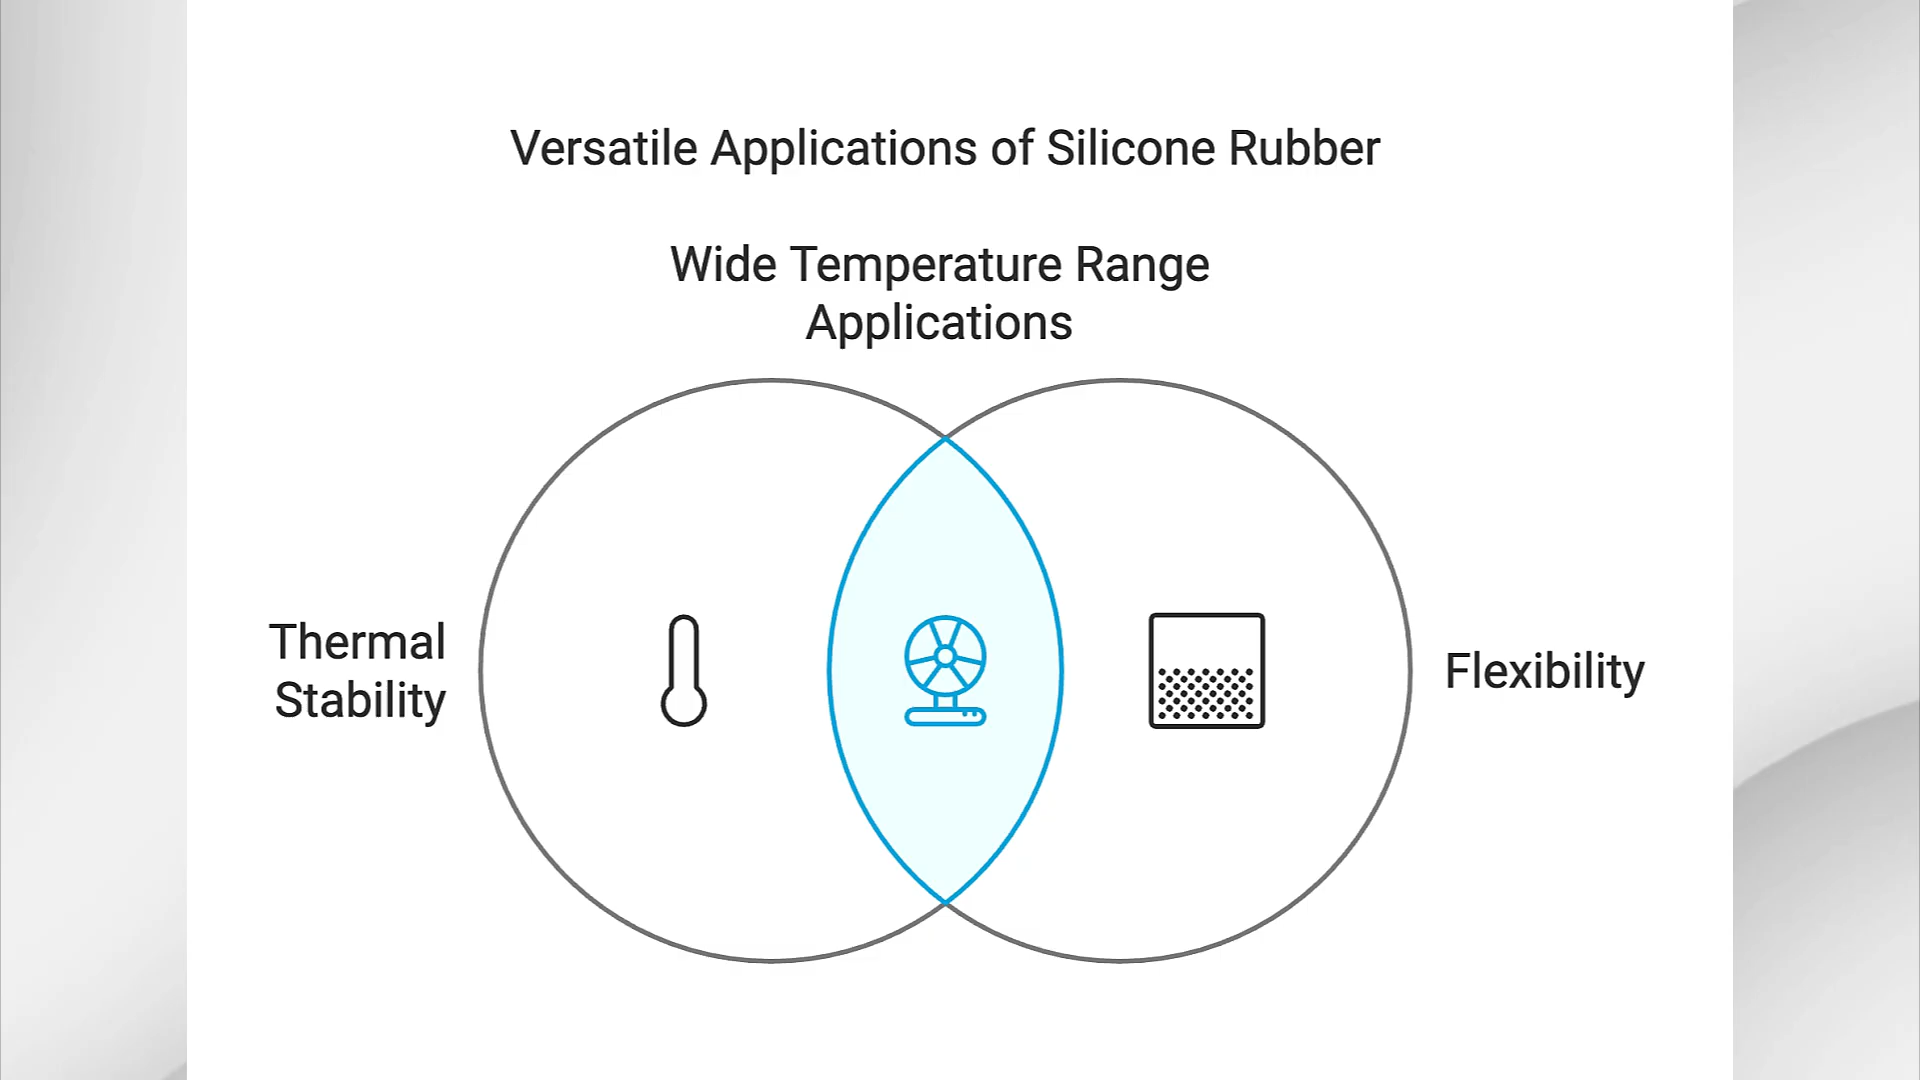 Versatile Applications of Silicone Rubber
Wide Temperature Range
Applications
Thermal
Stability
Flexibility